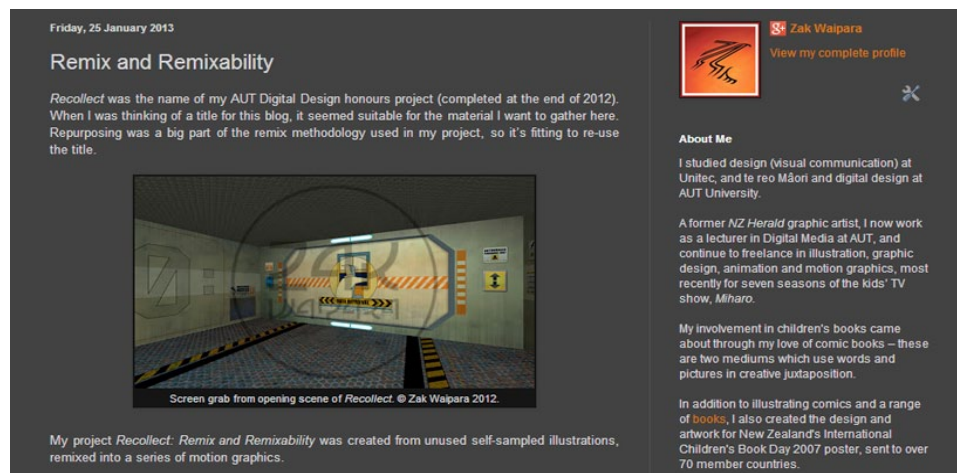 Friday, 25 January 2013
Remix and Remixability
Recollect was the name of my AUT Digital Design honours project (completed at the end of 2012).
When I was thinking of a title for this blog, it seemed suitable for the material I want to gather here.
Repurposing was a big part of the remix methodology used in my project, so it's fitting to re-use
the title.
Zak
Waipara
Screen grab from opening scene of Recollect. © Zak Waipara 2012.
My project Recollect: Remix and Remixability was created from unused self-sampled illustrations,
remixed into a series of motion graphics.
g+ Zak Waipara
View my complete profile
About Me
I studied design (visual communication) at
Unitec, and te reo Mâori and digital design at
AUT University.
A former NZ Herald graphic artist, I now work
as a lecturer in Digital Media at AUT, and
continue to freelance in illustration, graphic
design, animation and motion graphics, most
recently for seven seasons of the kids' TV
show, Miharo.
My involvement in children's books came
about through my love of comic books – these
are two mediums which use words and
pictures in creative juxtaposition.
In addition to illustrating comics and a range
of books, I also created the design and
artwork for New Zealand's International
Children's Book Day 2007 poster, sent to over
70 member countries.